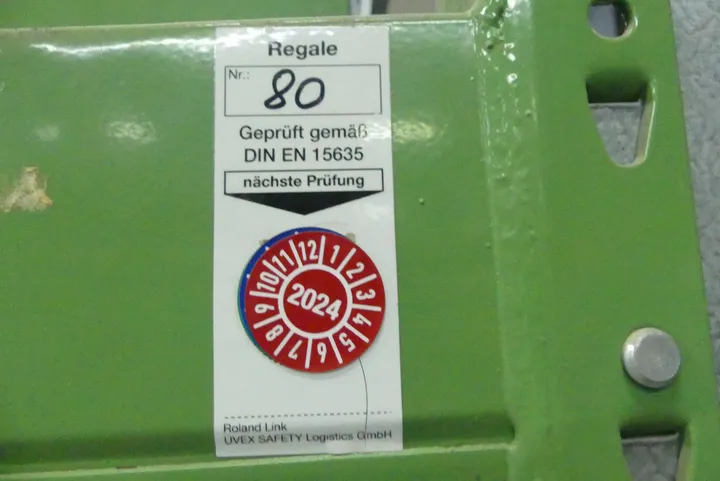 Regale
Nr.: 80
Geprüft gemäß
DIN EN 15635
nächste Prüfung
12 1 2 3 4 5 6 7 8 9 10 11
2024
Roland Link
UVEX SAFETY Logistics GmbH